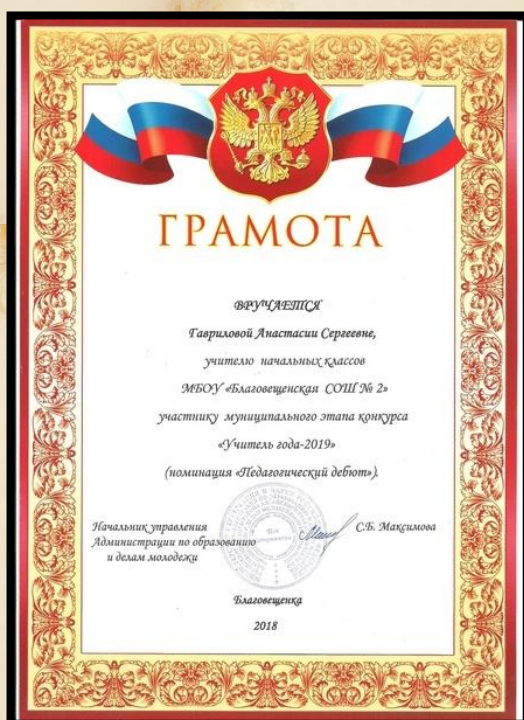 ГРАМОТА
ВРУЧАЕТСЯ
Гавриловой Анастасии Сергеевне,
учителю начальных классов
МБОУ «Благовещенская СОШ № 2»
участнику муниципального этапа конкурса
«Учитель года-2019»
(номинация «Педагогический дебют»).
Начальник управления
Администрации по образованию
и делам молодежи
С.Б. Максимова
Благовещенка
2018